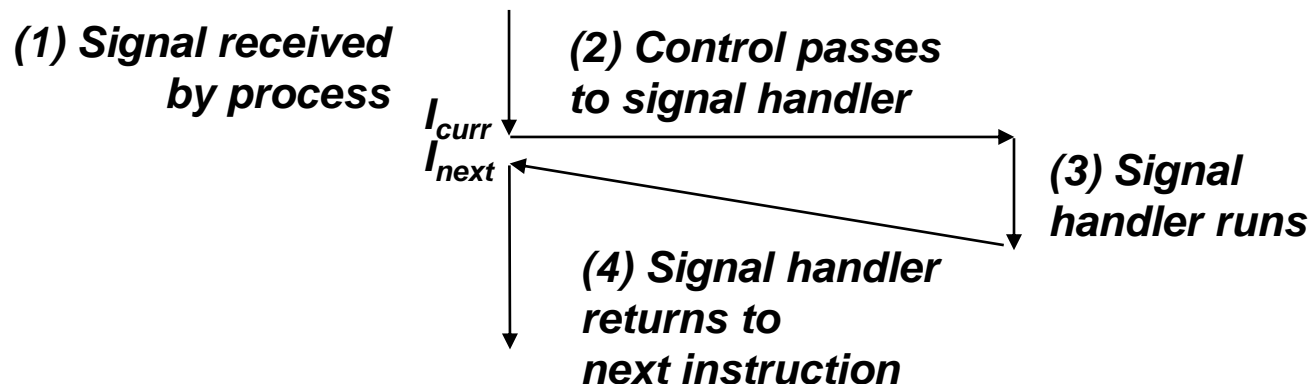 (1) Signal received
by process
(2) Control passes
to signal handler
I_curr
I_next
(3) Signal
handler runs
(4) Signal handler
returns to
next instruction